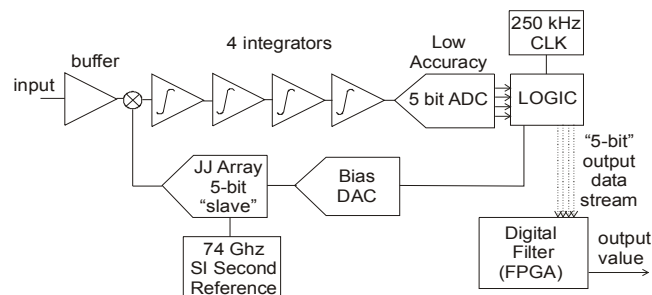 250 kHz
CLK
4 integrators
Low
Accuracy
buffer
input
5 bit ADC
LOGIC
"5-bit"
output
data
stream
JJ Array
5-bit
"slave"
Bias
DAC
74 Ghz
SI Second
Reference
Digital
Filter
(FPGA)
output
value